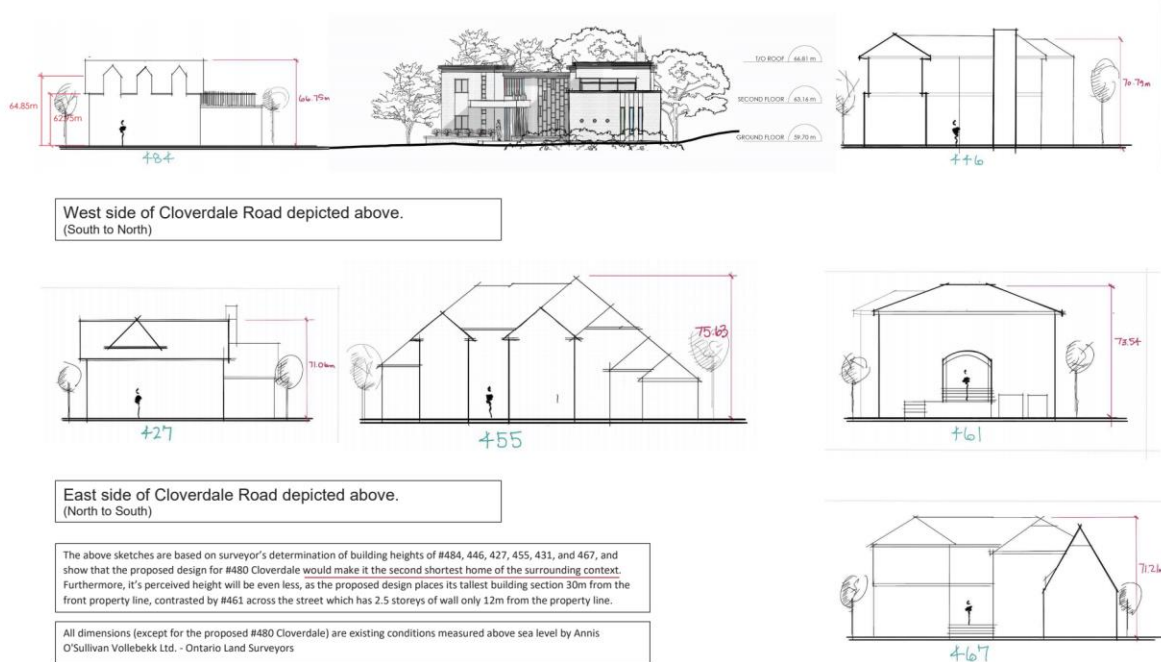 64.85m
62.95m
66.75m
484
T/O ROOF 66.81 m
SECOND FLOOR 63.16 m
GROUND FLOOR 59.70 m
70.79m
446
West side of Cloverdale Road depicted above.
(South to North)
71.06m
427
75.63
455
73.54
461
East side of Cloverdale Road depicted above.
(North to South)
The above sketches are based on surveyor's determination of building heights of #484, 446, 427, 455, 431, and 467, and
show that the proposed design for #480 Cloverdale would make it the second shortest home of the surrounding context.
Furthermore, it's perceived height will be even less, as the proposed design places its tallest building section 30m from the
front property line, contrasted by #461 across the street which has 2.5 storeys of wall only 12m from the property line.
All dimensions (except for the proposed #480 Cloverdale) are existing conditions measured above sea level by Annis
O'Sullivan Vollebekk Ltd. - Ontario Land Surveyors
467